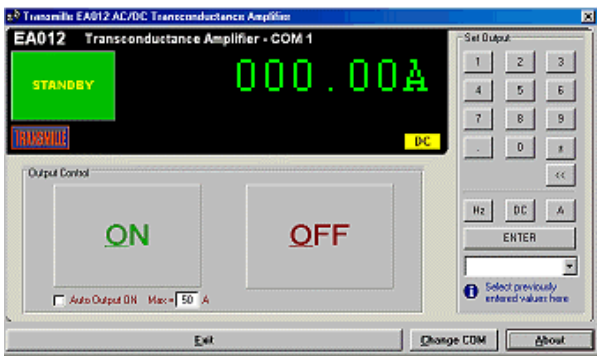 Transmille EA012 AC/DC Transconductance Amplifier
EA012 Transconductance Amplifier - COM 1
STANDBY
000.00A
TRANSMILLE
DC
Set Output
1 2 3
4 5 6
7 8 9
. 0 ±
<<
Hz DC A
ENTER
Select previously
entered values here
Output Control
ON OFF
Auto Output ON Max = 50 A
Exit Change COM About